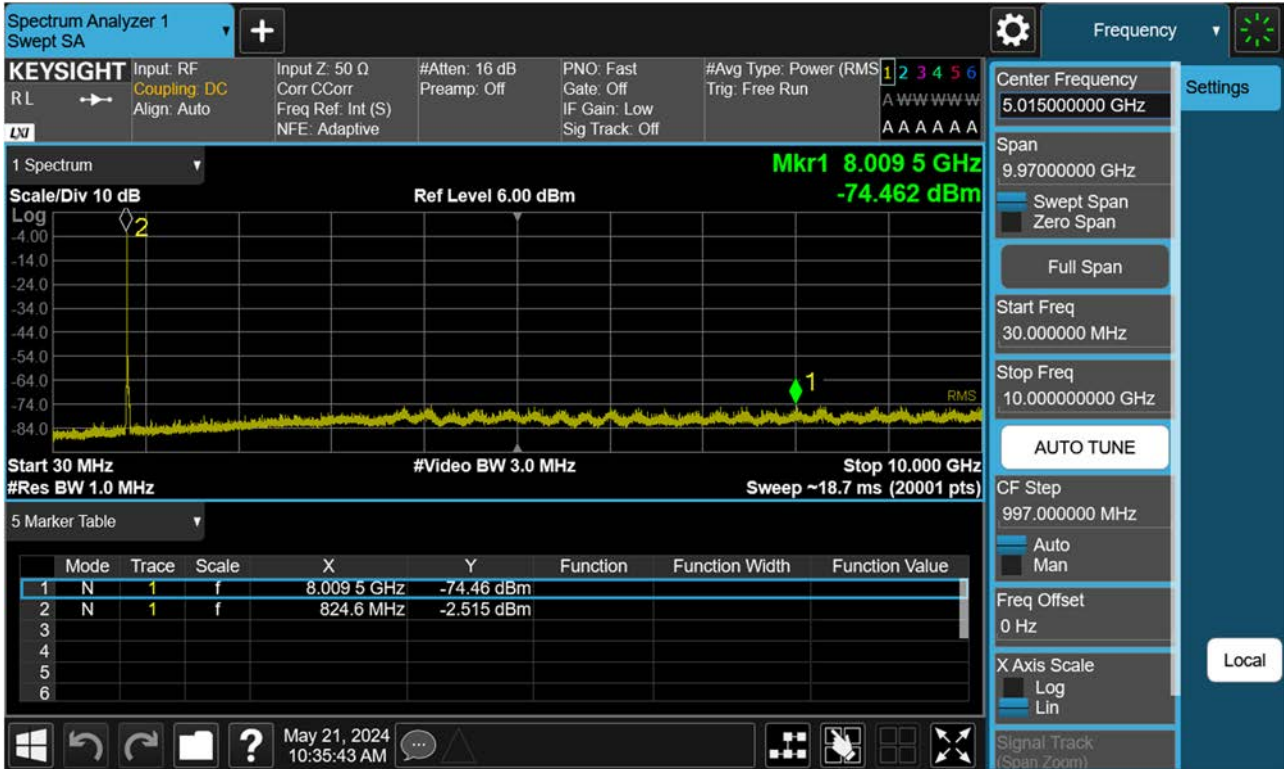 Spectrum Analyzer 1
Swept SA
Frequency
KEYSIGHT
RL
LXI
Input: RF
Coupling: DC
Align: Auto
Input Z: 50 Ω
Corr CCorr
Freq Ref: Int (S)
NFE: Adaptive
#Atten: 16 dB
Preamp: Off
PNO: Fast
Gate: Off
IF Gain: Low
Sig Track: Off
#Avg Type: Power (RMS
Trig: Free Run
1 2 3 4 5 6
A W W W W W
A A A A A A
1 Spectrum
Mkr1 8.009 5 GHz
Scale/Div 10 dB
Ref Level 6.00 dBm
-74.462 dBm
Log
2
-4.00
-14.0
-24.0
-34.0
-44.0
-54.0
-64.0
1
-74.0
RMS
-84.0
Start 30 MHz
#Video BW 3.0 MHz
Stop 10.000 GHz
#Res BW 1.0 MHz
Sweep ~18.7 ms (20001 pts)
5 Marker Table
Mode Trace Scale X Y Function Function Width Function Value
1 N 1 f 8.009 5 GHz -74.46 dBm
2 N 1 f 824.6 MHz -2.515 dBm
3
4
5
6
May 21, 2024
10:35:43 AM
Center Frequency
5.015000000 GHz
Span
9.97000000 GHz
Swept Span
Zero Span
Full Span
Start Freq
30.000000 MHz
Stop Freq
10.000000000 GHz
AUTO TUNE
CF Step
997.000000 MHz
Auto
Man
Freq Offset
0 Hz
X Axis Scale
Log
Lin
Signal Track
(Span Zoom)
Settings
Local